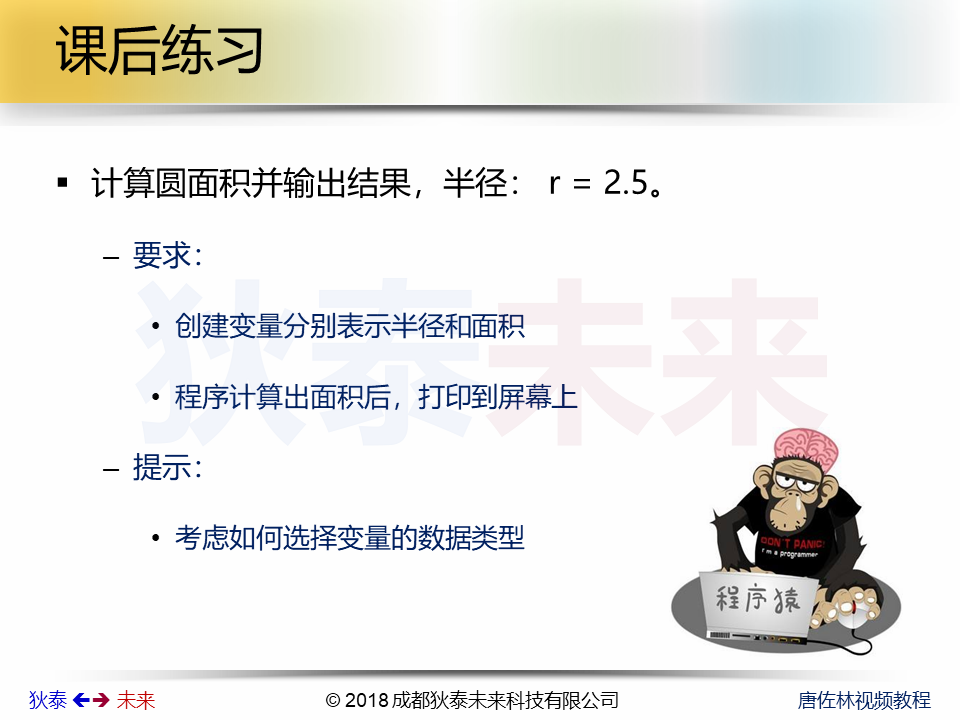 课后练习
▪ 计算圆面积并输出结果，半径： r = 2.5。
– 要求：
• 创建变量分别表示半径和面积
• 程序计算出面积后，打印到屏幕上
– 提示：
• 考虑如何选择变量的数据类型
狄泰未来
DON'T PANIC!
I'm a programmer
程序猿
狄泰 未来
© 2018 成都狄泰未来科技有限公司
唐佐林视频教程